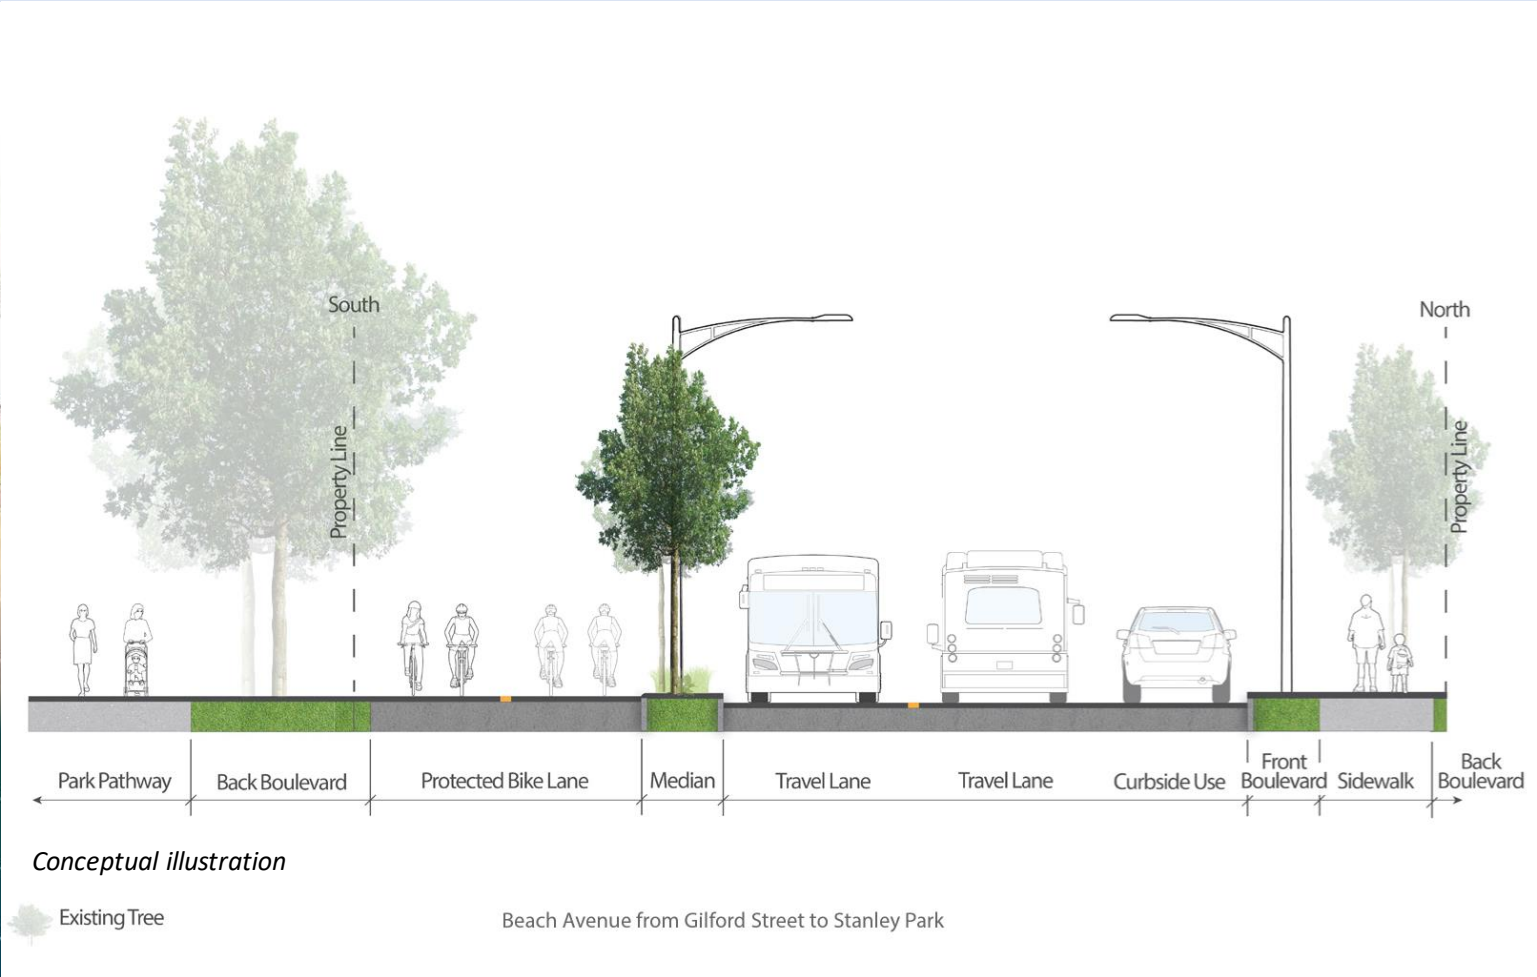 South
North
Property Line
Property Line
Park Pathway
Back Boulevard
Protected Bike Lane
Median
Travel Lane
Travel Lane
Curbside Use
Front
Boulevard
Sidewalk
Back
Boulevard
Conceptual illustration
Existing Tree
Beach Avenue from Gilford Street to Stanley Park